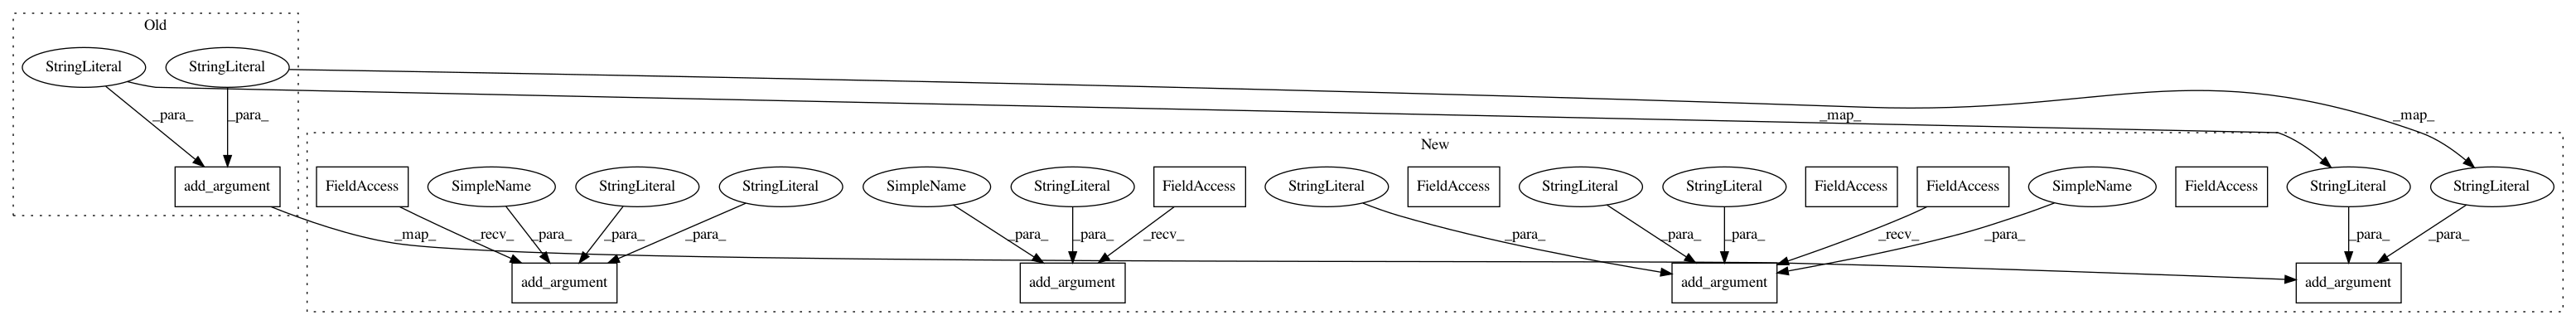 Old
StringLiteral StringLiteral
_para_ _para_ _map_ _map_
New
add_argument FieldAccess SimpleName StringLiteral StringLiteral SimpleName StringLiteral FieldAccess StringLiteral FieldAccess StringLiteral StringLiteral FieldAccess FieldAccess SimpleName FieldAccess StringLiteral StringLiteral
_map_ _recv_ _para_ _para_ _para_ _para_ _para_ _recv_ _para_ _para_ _para_ _recv_ _para_ _para_ _para_
add_argument add_argument add_argument add_argument